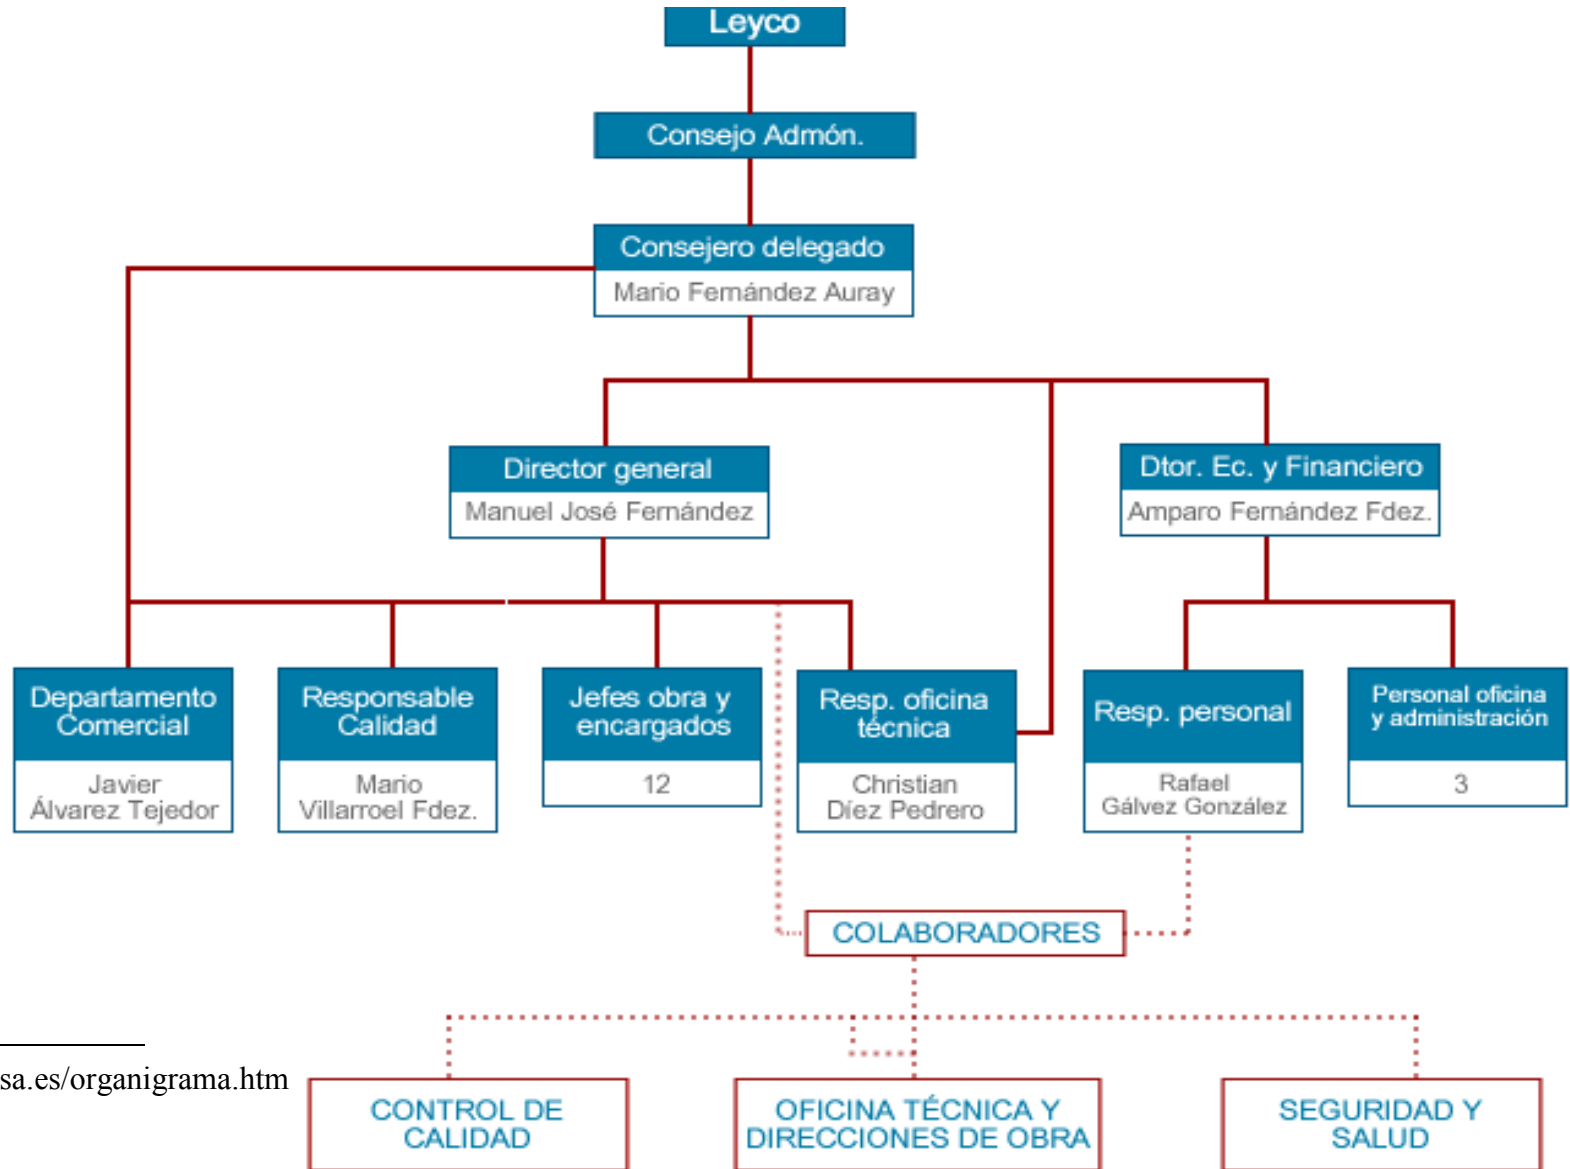 Leyco
Consejo Admón.
Consejero delegado
Mario Fernández Auray
Director general
Manuel José Fernández
Dtor. Ec. y Financiero
Amparo Fernández Fdez.
Departamento
Comercial
Javier
Álvarez Tejedor
Responsable
Calidad
Mario
Villarroel Fdez.
Jefes obra y
encargados
12
Resp. oficina
técnica
Christian
Díez Pedrero
Resp. personal
Rafael
Gálvez González
Personal oficina
y administración
3
COLABORADORES
sa.es/organigrama.htm
CONTROL DE
CALIDAD
OFICINA TÉCNICA Y
DIRECCIONES DE OBRA
SEGURIDAD Y
SALUD